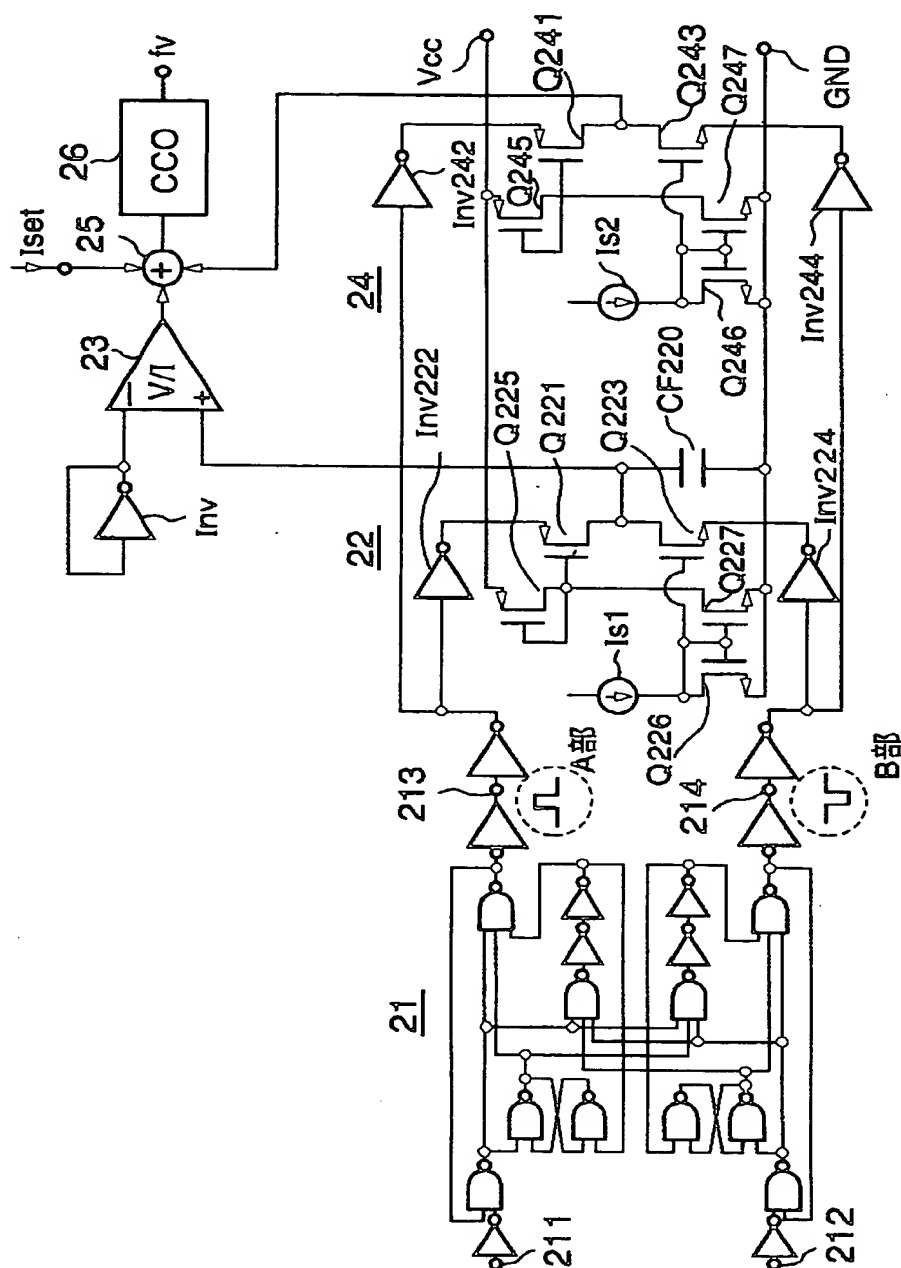 Iset
25
26
CCO
fv
23
V/I
−
+
+
Inv
22
24
Inv222
Q225
Q221
Q223
CF220
Q227
Q226
Is1
Inv224
Inv242
Vcc
Q241
Q245
Q243
Q247
Is2
Q246
GND
Inv244
213
A部
214
B部
21
211
212